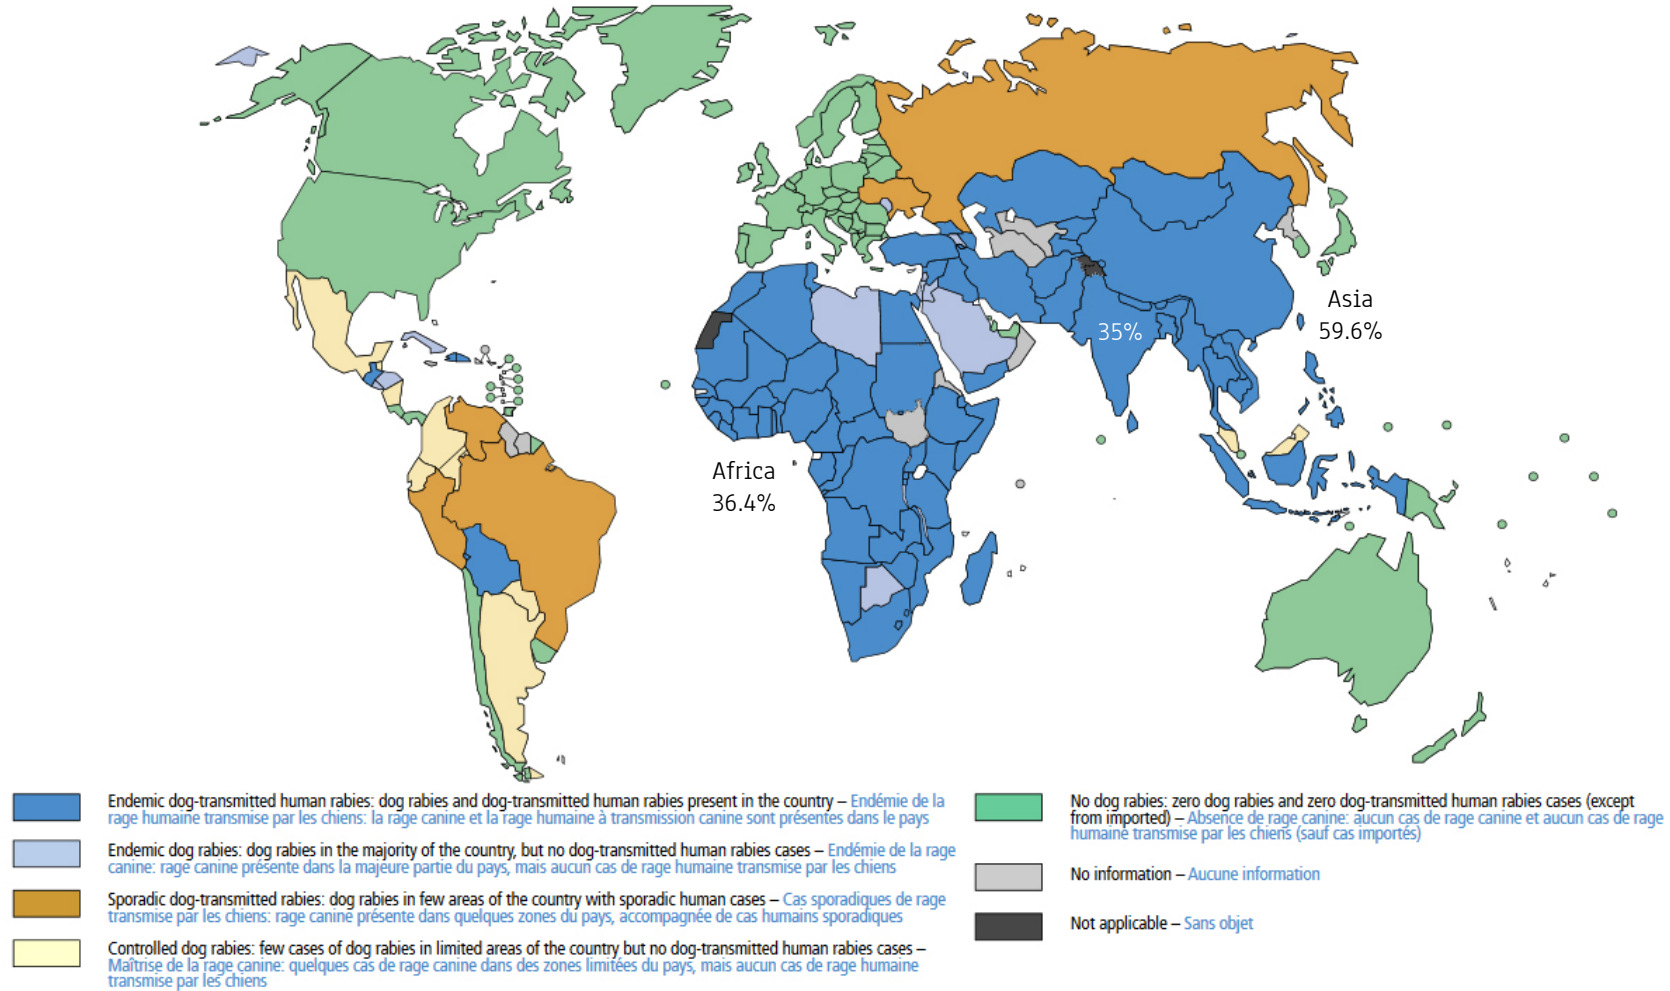 Asia
59.6%
35%
Africa
36.4%
Endemic dog-transmitted human rabies: dog rabies and dog-transmitted human rabies present in the country – Endémie de la
rage humaine transmise par les chiens: la rage canine et la rage humaine à transmission canine sont présentes dans le pays
Endemic dog rabies: dog rabies in the majority of the country, but no dog-transmitted human rabies cases – Endémie de la rage
canine: rage canine présente dans la majeure partie du pays, mais aucun cas de rage humaine transmise par les chiens
Sporadic dog-transmitted rabies: dog rabies in few areas of the country with sporadic human cases – Cas sporadiques de rage
transmise par les chiens: rage canine présente dans quelques zones du pays, accompagnée de cas humains sporadiques
Controlled dog rabies: few cases of dog rabies in limited areas of the country but no dog-transmitted human rabies cases –
Maîtrise de la rage canine: quelques cas de rage canine dans des zones limitées du pays, mais aucun cas de rage humaine
transmise par les chiens
No dog rabies: zero dog rabies and zero dog-transmitted human rabies cases (except
from imported) – Absence de rage canine: aucun cas de rage canine et aucun cas de rage
humaine transmise par les chiens (sauf cas importés)
No information – Aucune information
Not applicable – Sans objet